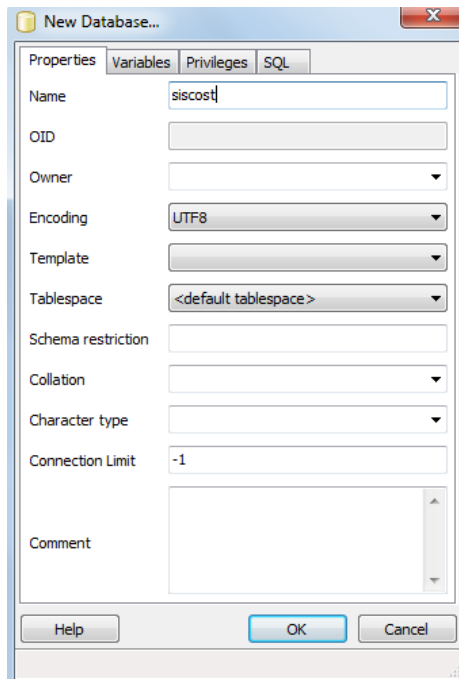 New Database...
Properties Variables Privileges SQL
Name siscost
OID
Owner
Encoding UTF8
Template
Tablespace <default tablespace>
Schema restriction
Collation
Character type
Connection Limit -1
Comment
Help OK Cancel